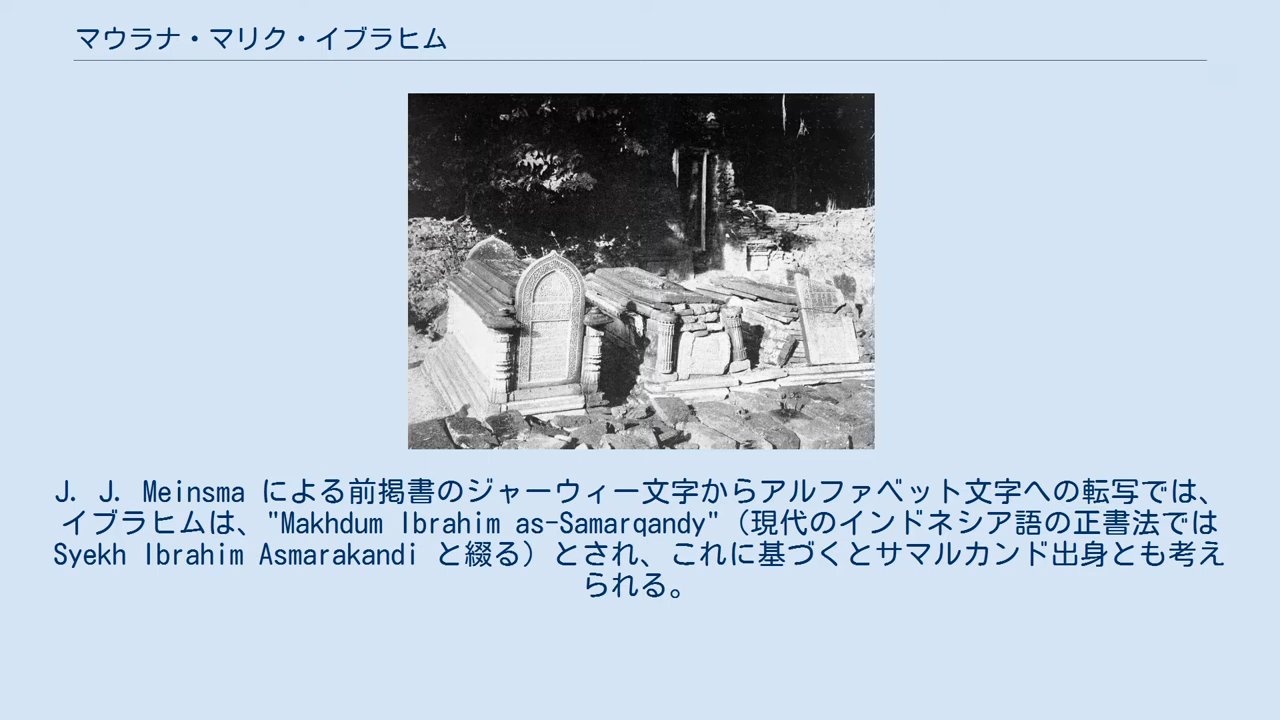 マウラナ・マリク・イブラヒム
J. J. Meinsma による前掲書のジャーウィー文字からアルファベット文字への転写では、
イブラヒムは、"Makhdum Ibrahim as-Samarqandy"（現代のインドネシア語の正書法では
Syekh Ibrahim Asmarakandi と綴る）とされ、これに基づくとサマルカンド出身とも考え
られる。